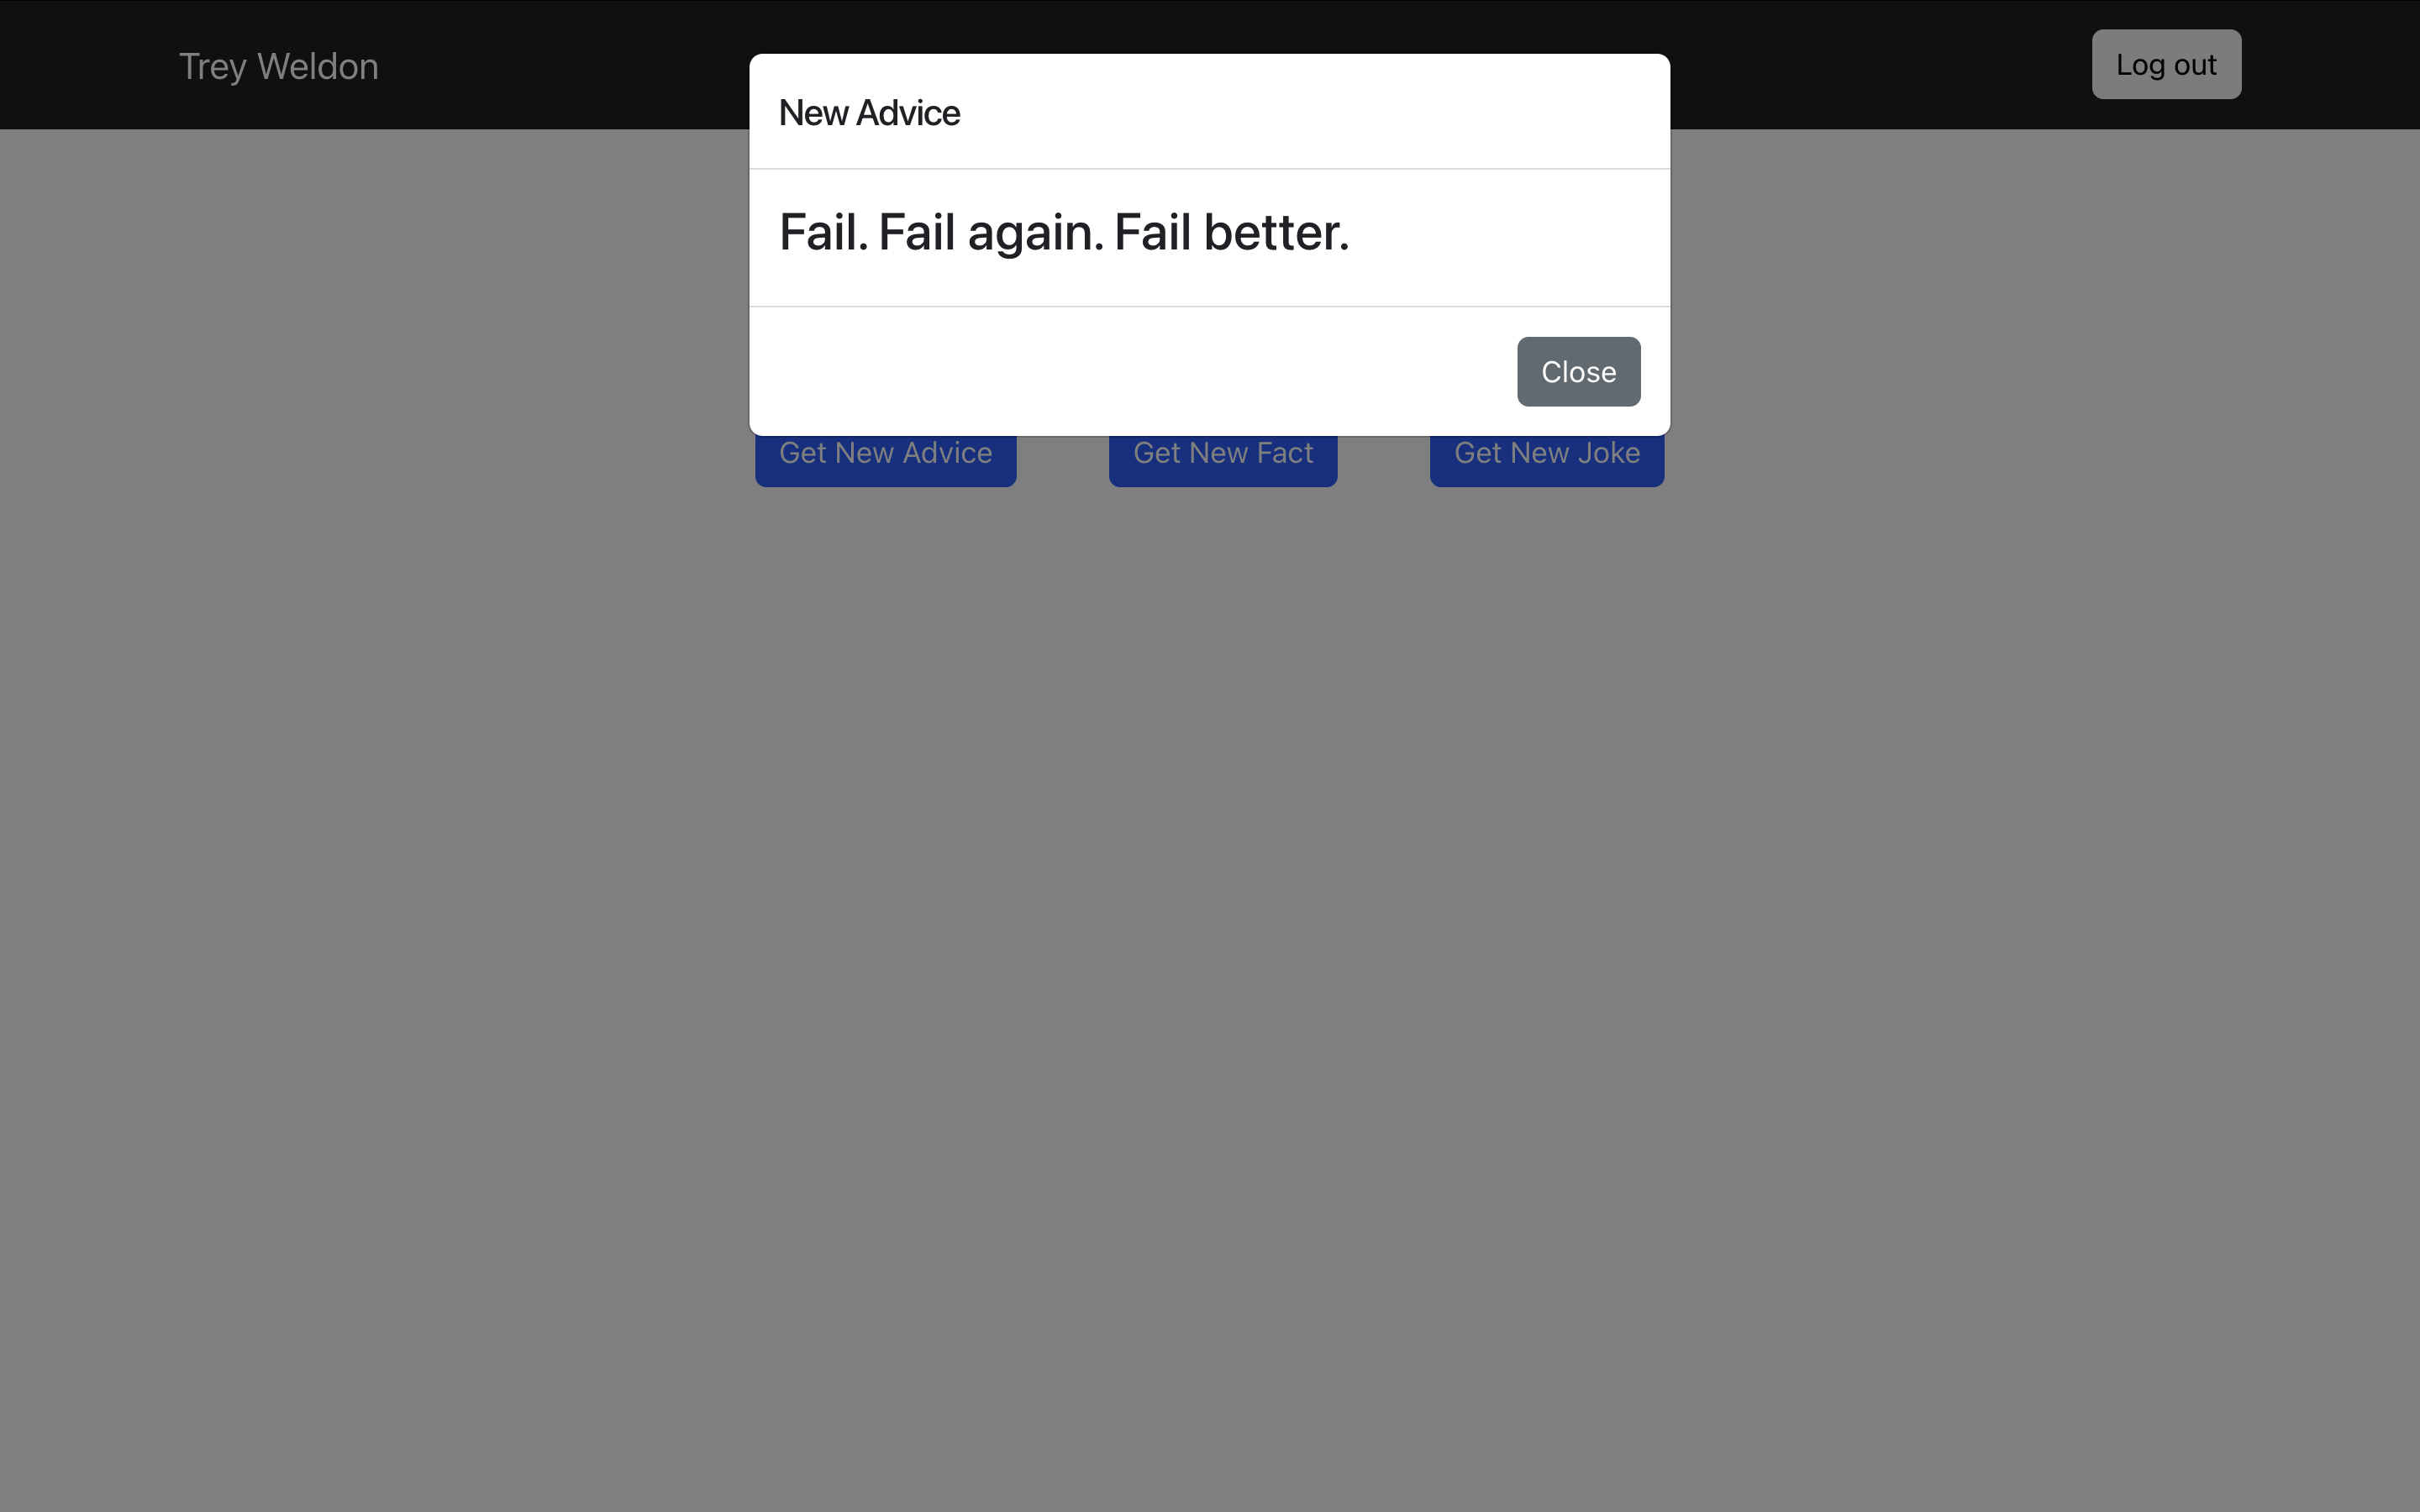 Trey Weldon
Log out
New Advice
Fail. Fail again. Fail better.
Close
Get New Advice
Get New Fact
Get New Joke